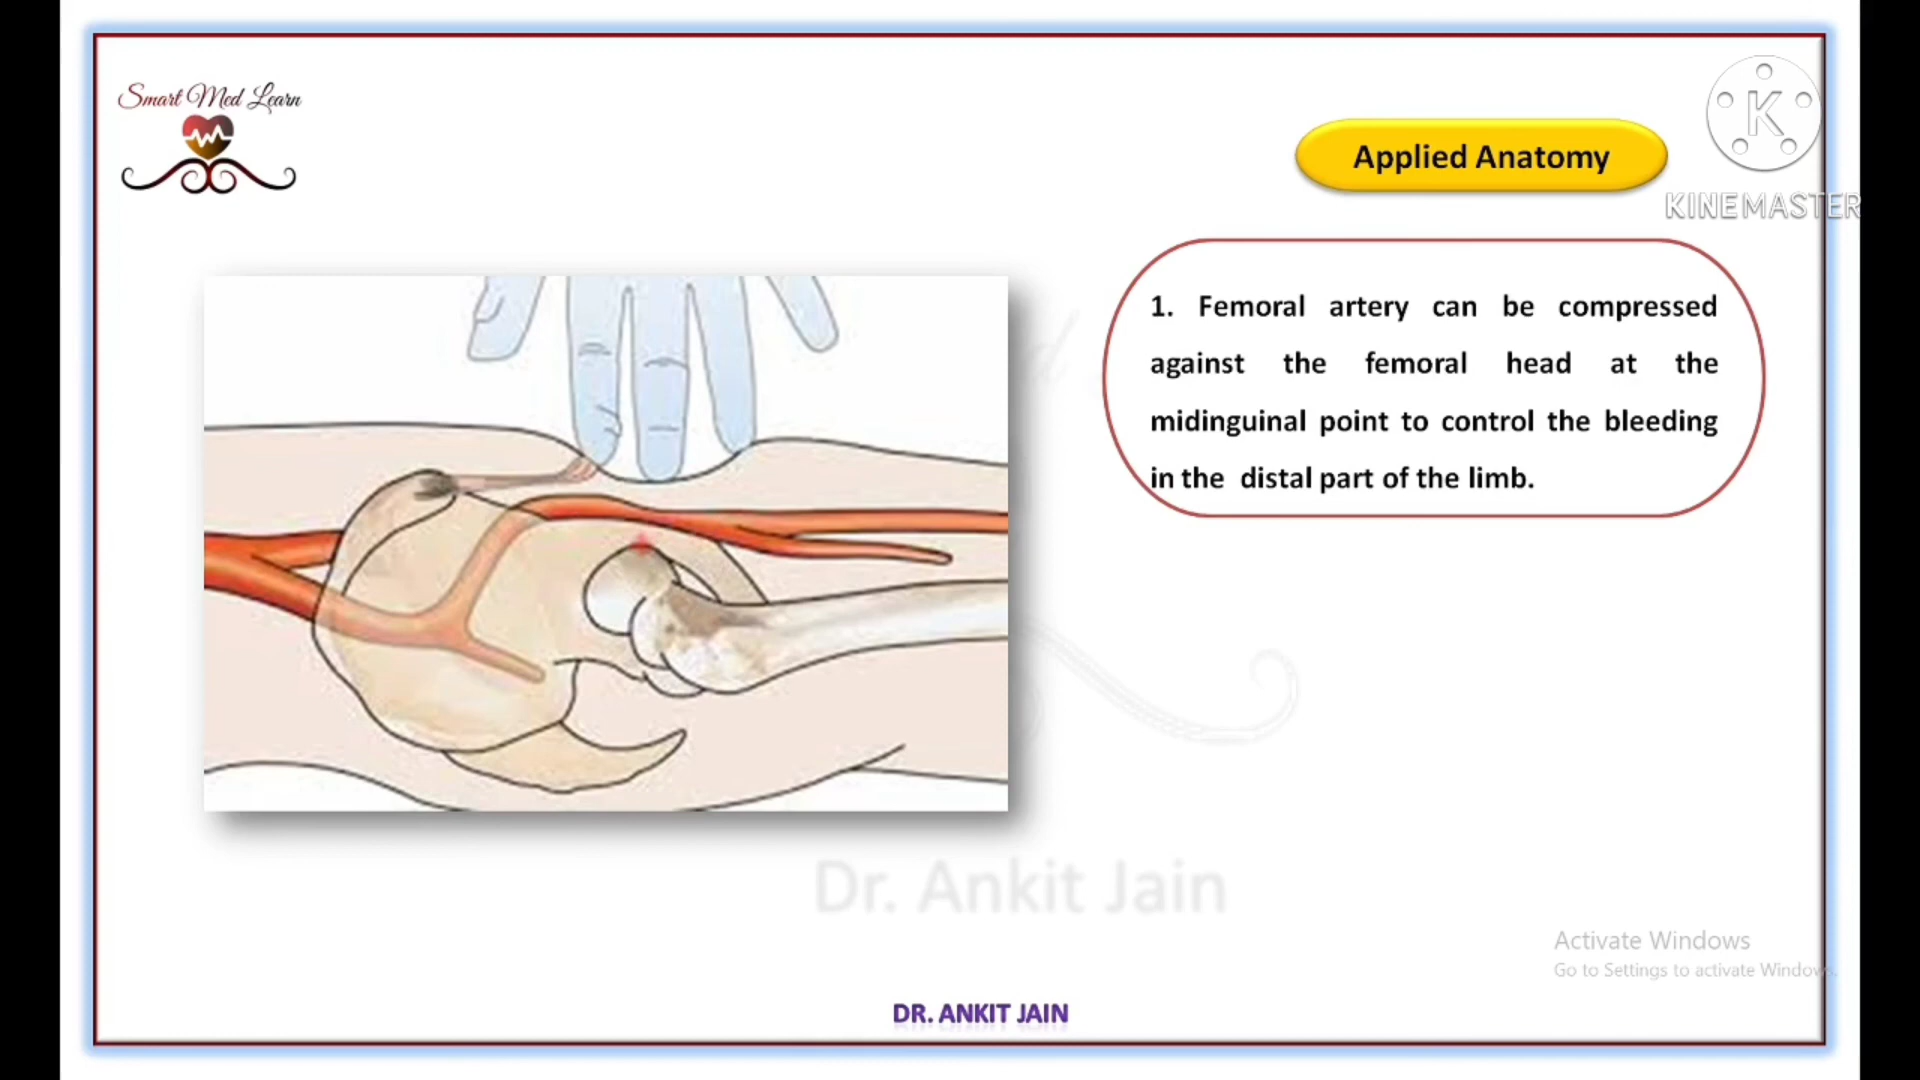 Smart Med Learn
Applied Anatomy
K
KINEMASTER
1. Femoral artery can be compressed
against the femoral head at the
midinguinal point to control the bleeding
in the distal part of the limb.
Dr. Ankit Jain
Activate Windows
Go to Settings to activate Windows.
DR. ANKIT JAIN